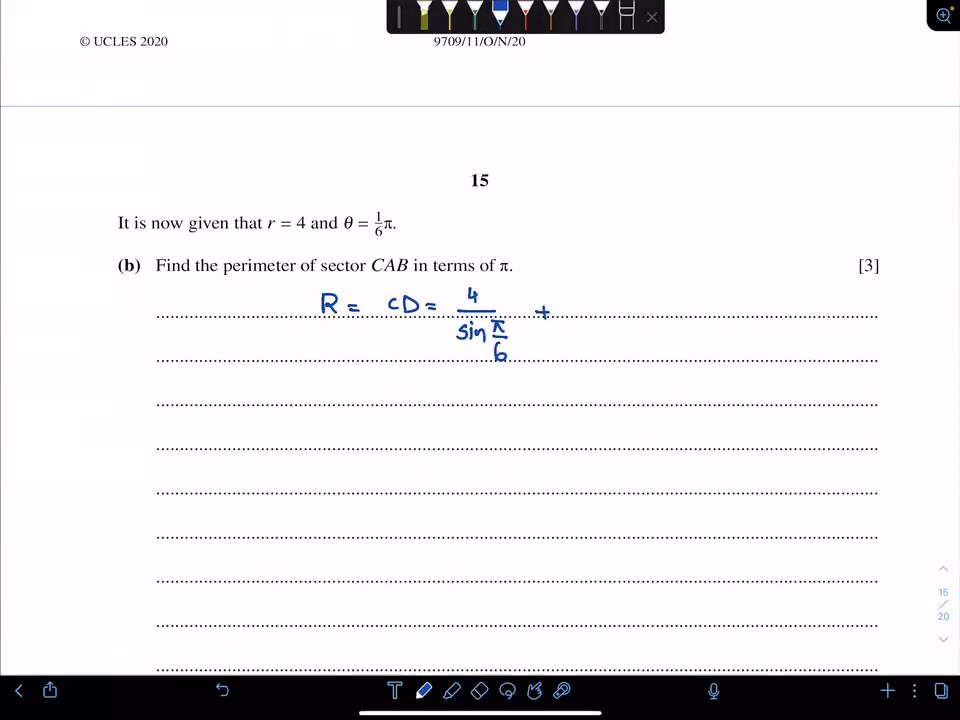 © UCLES 2020 9709/11/O/N/20
15
It is now given that r = 4 and θ = 1/6 π.
(b) Find the perimeter of sector CAB in terms of π. [3]
R = CD = 4 / sin π/6 +
15
/
20